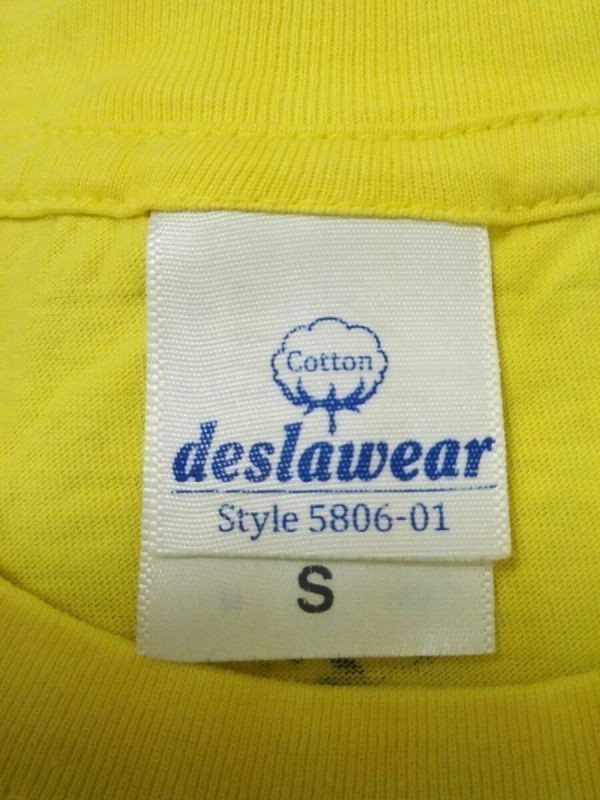 Cotton
deslawear
Style 5806-01
S